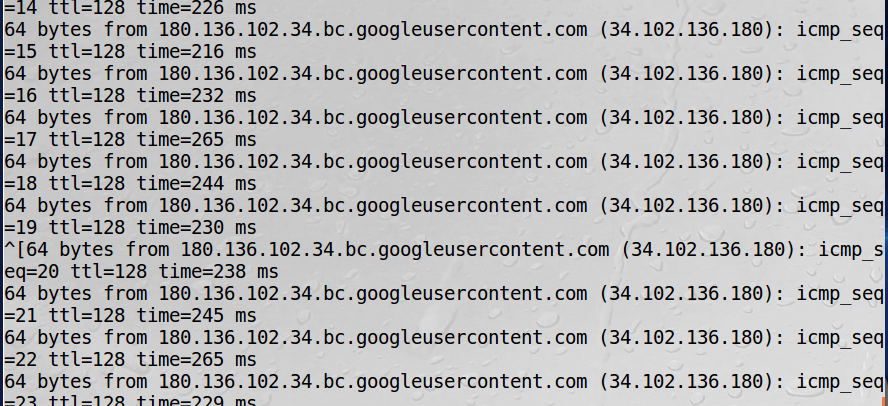 =14 ttl=128 time=226 ms
64 bytes from 180.136.102.34.bc.googleusercontent.com (34.102.136.180): icmp_seq
=15 ttl=128 time=216 ms
64 bytes from 180.136.102.34.bc.googleusercontent.com (34.102.136.180): icmp_seq
=16 ttl=128 time=232 ms
64 bytes from 180.136.102.34.bc.googleusercontent.com (34.102.136.180): icmp_seq
=17 ttl=128 time=265 ms
64 bytes from 180.136.102.34.bc.googleusercontent.com (34.102.136.180): icmp_seq
=18 ttl=128 time=244 ms
64 bytes from 180.136.102.34.bc.googleusercontent.com (34.102.136.180): icmp_seq
=19 ttl=128 time=230 ms
^[64 bytes from 180.136.102.34.bc.googleusercontent.com (34.102.136.180): icmp_s
eq=20 ttl=128 time=238 ms
64 bytes from 180.136.102.34.bc.googleusercontent.com (34.102.136.180): icmp_seq
=21 ttl=128 time=245 ms
64 bytes from 180.136.102.34.bc.googleusercontent.com (34.102.136.180): icmp_seq
=22 ttl=128 time=265 ms
64 bytes from 180.136.102.34.bc.googleusercontent.com (34.102.136.180): icmp_seq
=23 ttl=128 time=229 ms